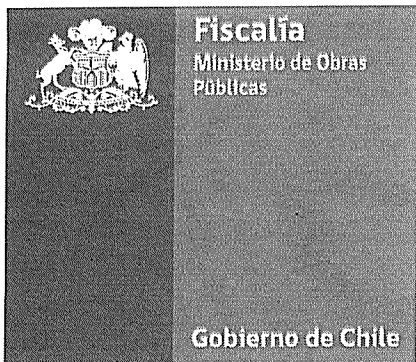 Fiscalía
Ministerio de Obras
Públicas
Gobierno de Chile